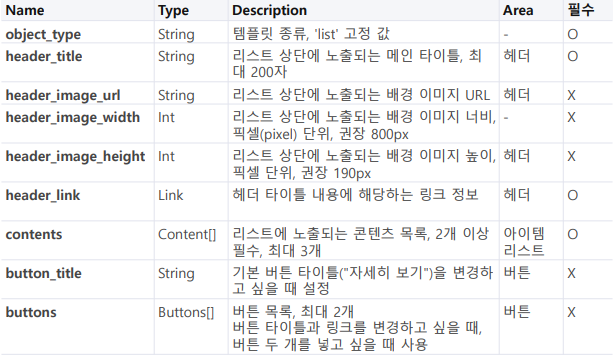 Name Type Description Area 필수
object_type String 템플릿 종류, 'list' 고정 값 - O
header_title String 리스트 상단에 노출되는 메인 타이틀, 최 헤더 O
대 200자
header_image_url String 리스트 상단에 노출되는 배경 이미지 URL 헤더 X
header_image_width Int 리스트 상단에 노출되는 배경 이미지 너비, - X
픽셀(pixel) 단위, 권장 800px
header_image_height Int 리스트 상단에 노출되는 배경 이미지 높이, 헤더 X
픽셀 단위, 권장 190px
header_link Link 헤더 타이틀 내용에 해당하는 링크 정보 헤더 O
contents Content[] 리스트에 노출되는 콘텐츠 목록, 2개 이상 아이템 O
필수, 최대 3개 리스트
button_title String 기본 버튼 타이틀("자세히 보기")을 변경하 버튼 X
고 싶을 때 설정
buttons Buttons[] 버튼 목록, 최대 2개 버튼 X
버튼 타이틀과 링크를 변경하고 싶을 때,
버튼 두 개를 넣고 싶을 때 사용